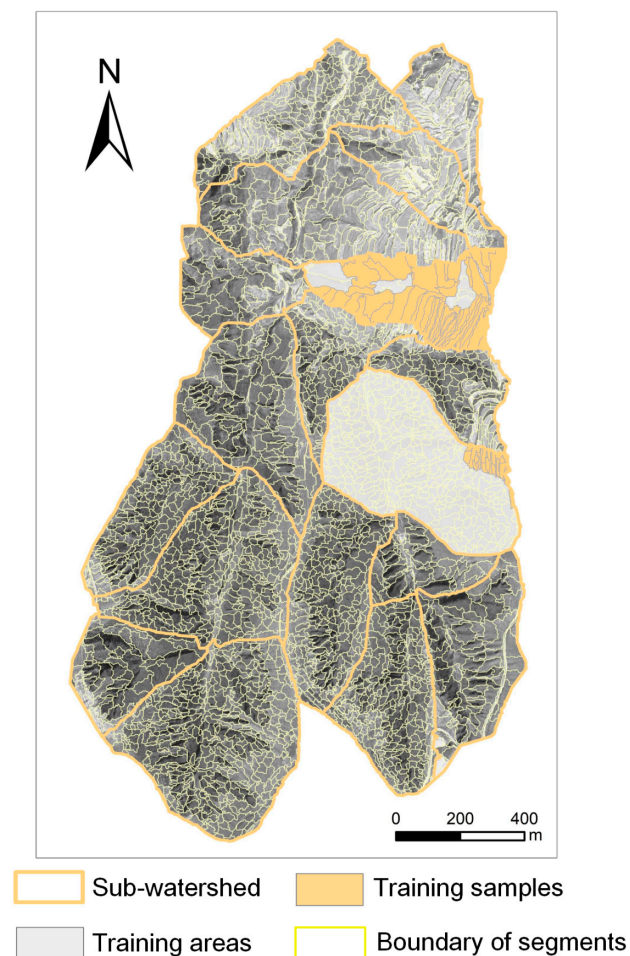 N
0 200 400
m
Sub-watershed Training samples
Training areas Boundary of segments